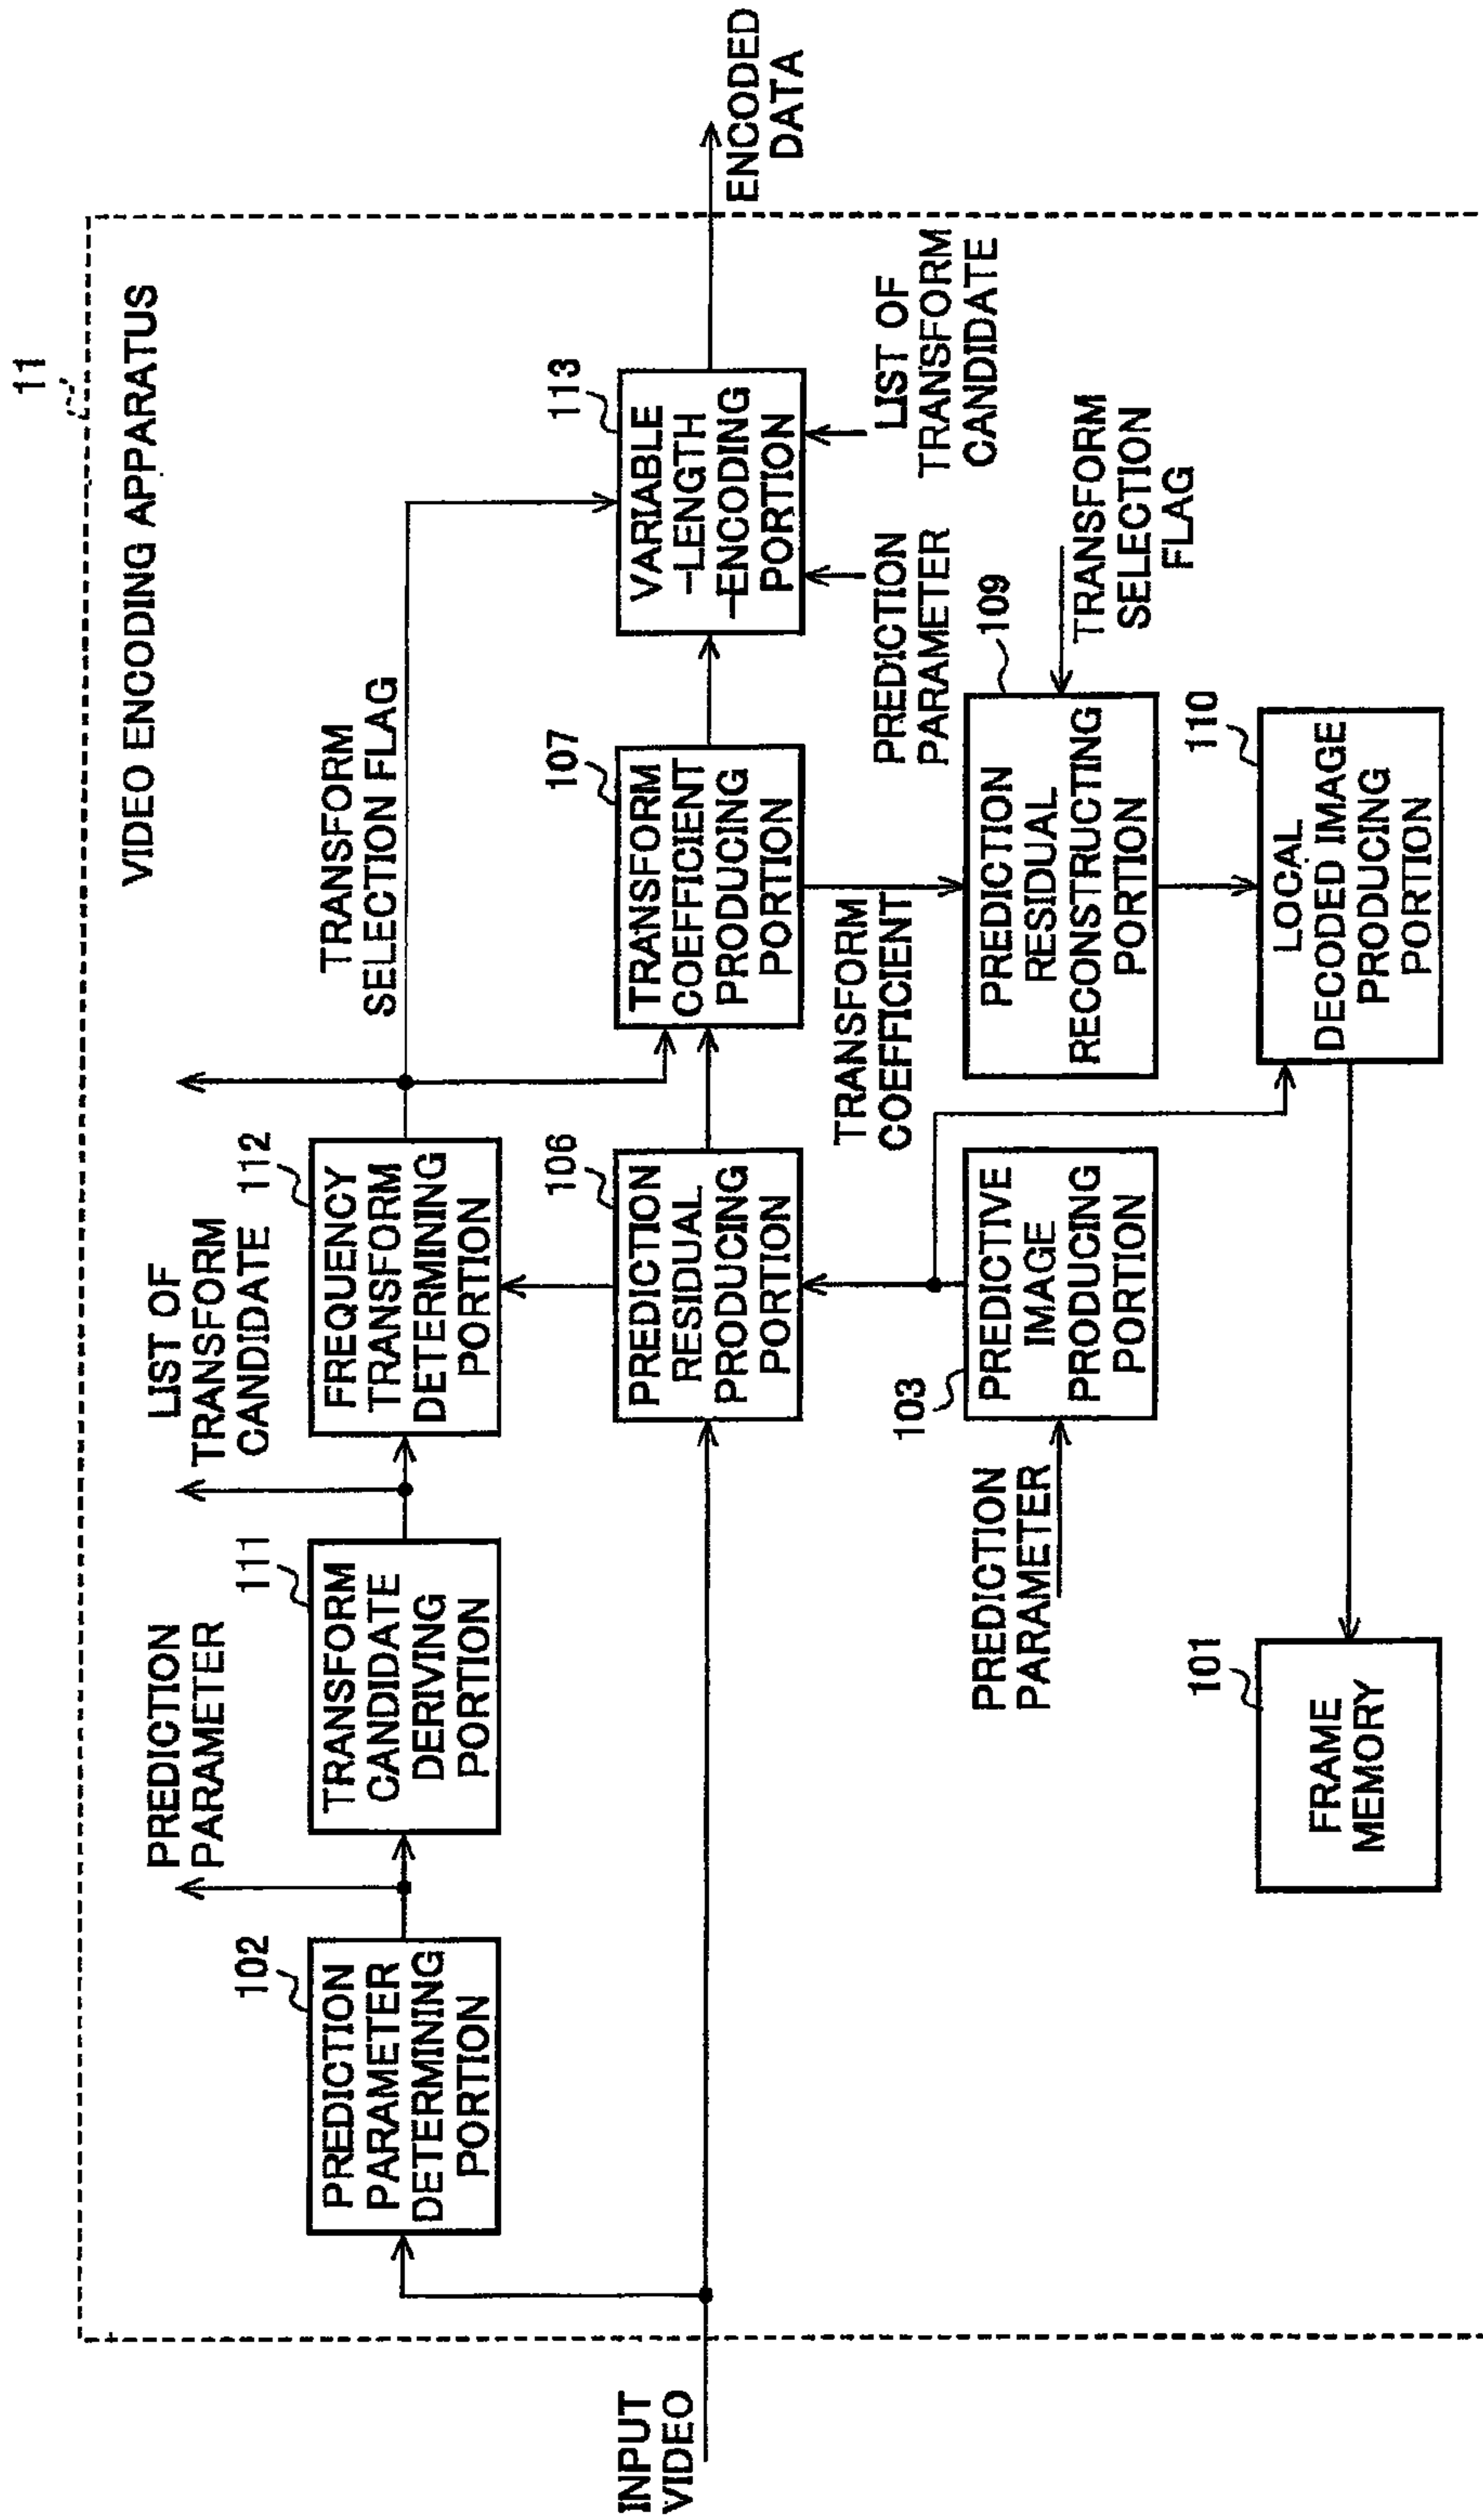 11
VIDEO ENCODING APPARATUS
INPUT
VIDEO
102
PREDICTION
PARAMETER
DETERMINING
PORTION
PREDICTION
PARAMETER
111
TRANSFORM
CANDIDATE
DERIVING
PORTION
LIST OF
TRANSFORM
CANDIDATE
112
FREQUENCY
TRANSFORM
DETERMINING
PORTION
TRANSFORM
SELECTION FLAG
106
PREDICTION
RESIDUAL
PRODUCING
PORTION
107
TRANSFORM
COEFFICIENT
PRODUCING
PORTION
113
VARIABLE
-LENGTH
-ENCODING
PORTION
ENCODED
DATA
PREDICTION
PARAMETER
LIST OF
TRANSFORM
CANDIDATE
PREDICTION
PARAMETER
103
PREDICTIVE
IMAGE
PRODUCING
PORTION
TRANSFORM
COEFFICIENT
109
PREDICTION
RESIDUAL
RECONSTRUCTING
PORTION
TRANSFORM
SELECTION
FLAG
101
FRAME
MEMORY
110
LOCAL
DECODED IMAGE
PRODUCING
PORTION